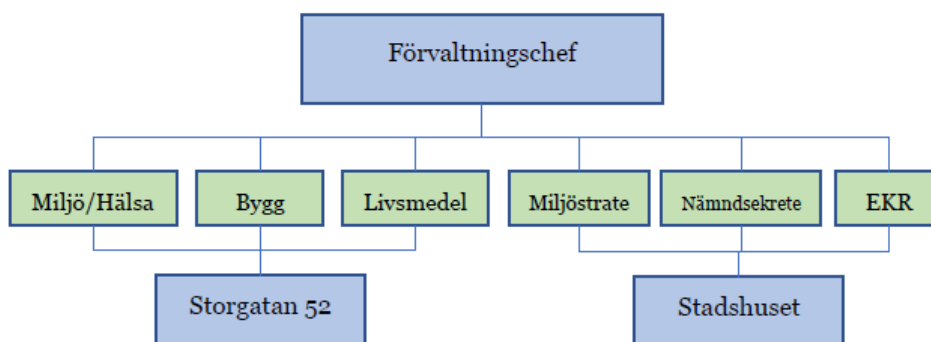 Förvaltningschef
Miljö/Hälsa
Bygg
Livsmedel
Miljöstrate
Nämndsekrete
EKR
Storgatan 52
Stadshuset